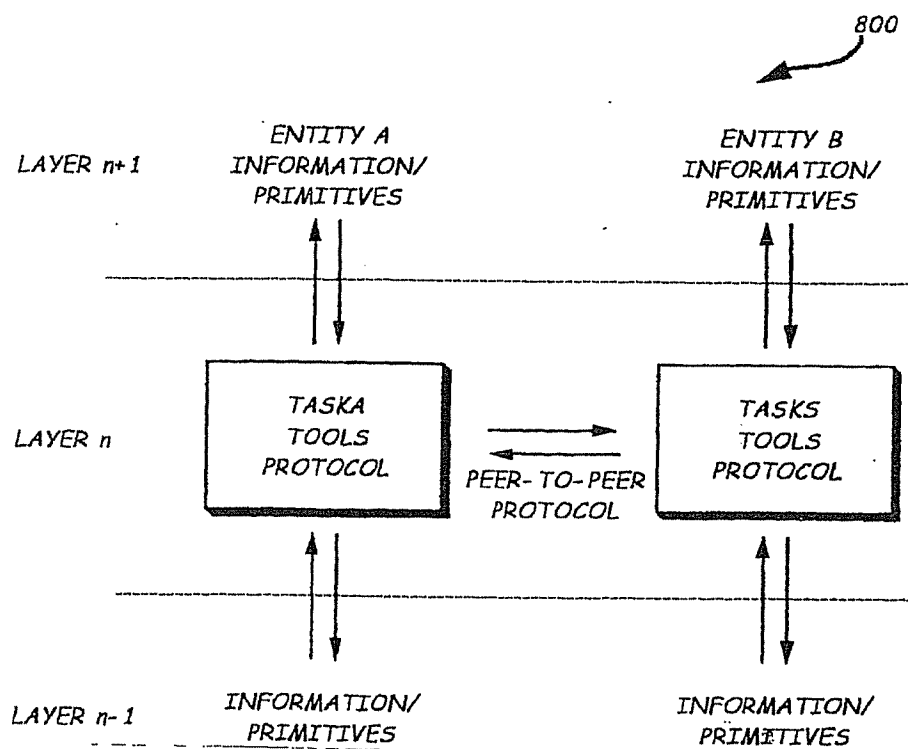 800
LAYER n+1
ENTITY A
INFORMATION/
PRIMITIVES
ENTITY B
INFORMATION/
PRIMITIVES
LAYER n
TASKA
TOOLS
PROTOCOL
PEER-TO-PEER
PROTOCOL
TASKS
TOOLS
PROTOCOL
LAYER n-1
INFORMATION/
PRIMITIVES
INFORMATION/
PRIMITIVES